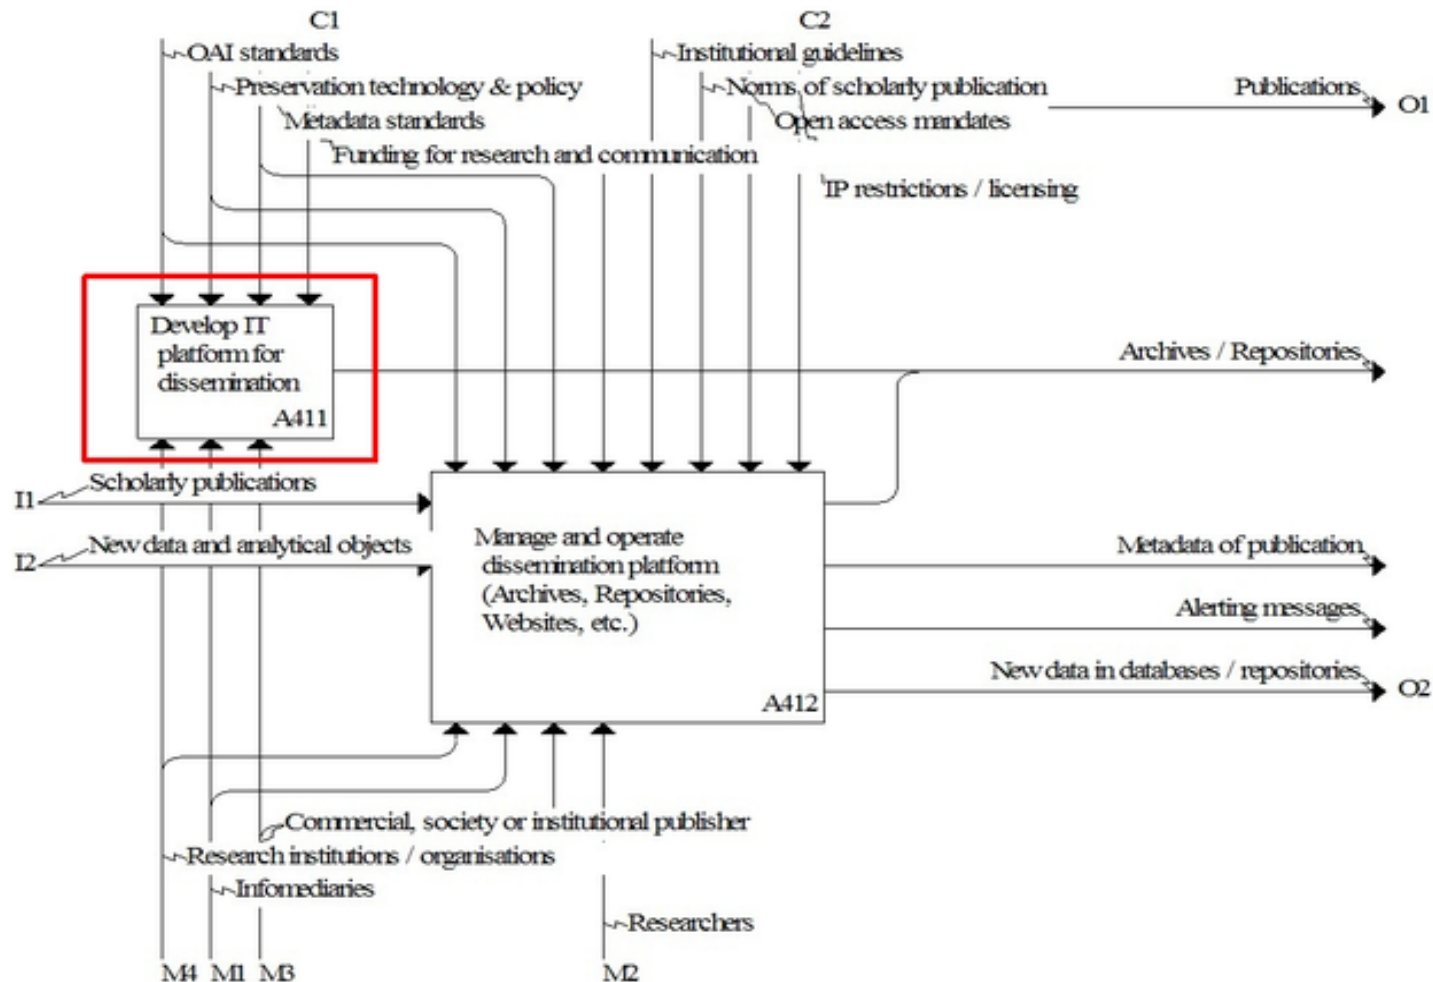 C1
C2
OAI standards
Institutional guidelines
Preservation technology & policy
Norms of scholarly publication
Publications
O1
Metadata standards
Open access mandates
Funding for research and communication
IP restrictions / licensing
Develop IT
platform for
dissemination
A411
Archives / Repositories
I1
Scholarly publications
I2
New data and analytical objects
Manage and operate
dissemination platform
(Archives, Repositories,
Websites, etc.)
A412
Metadata of publication
Alerting messages
New data in databases / repositories
O2
Commercial, society or institutional publisher
Research institutions / organisations
Infomediaries
Researchers
M4
M1
M3
M2